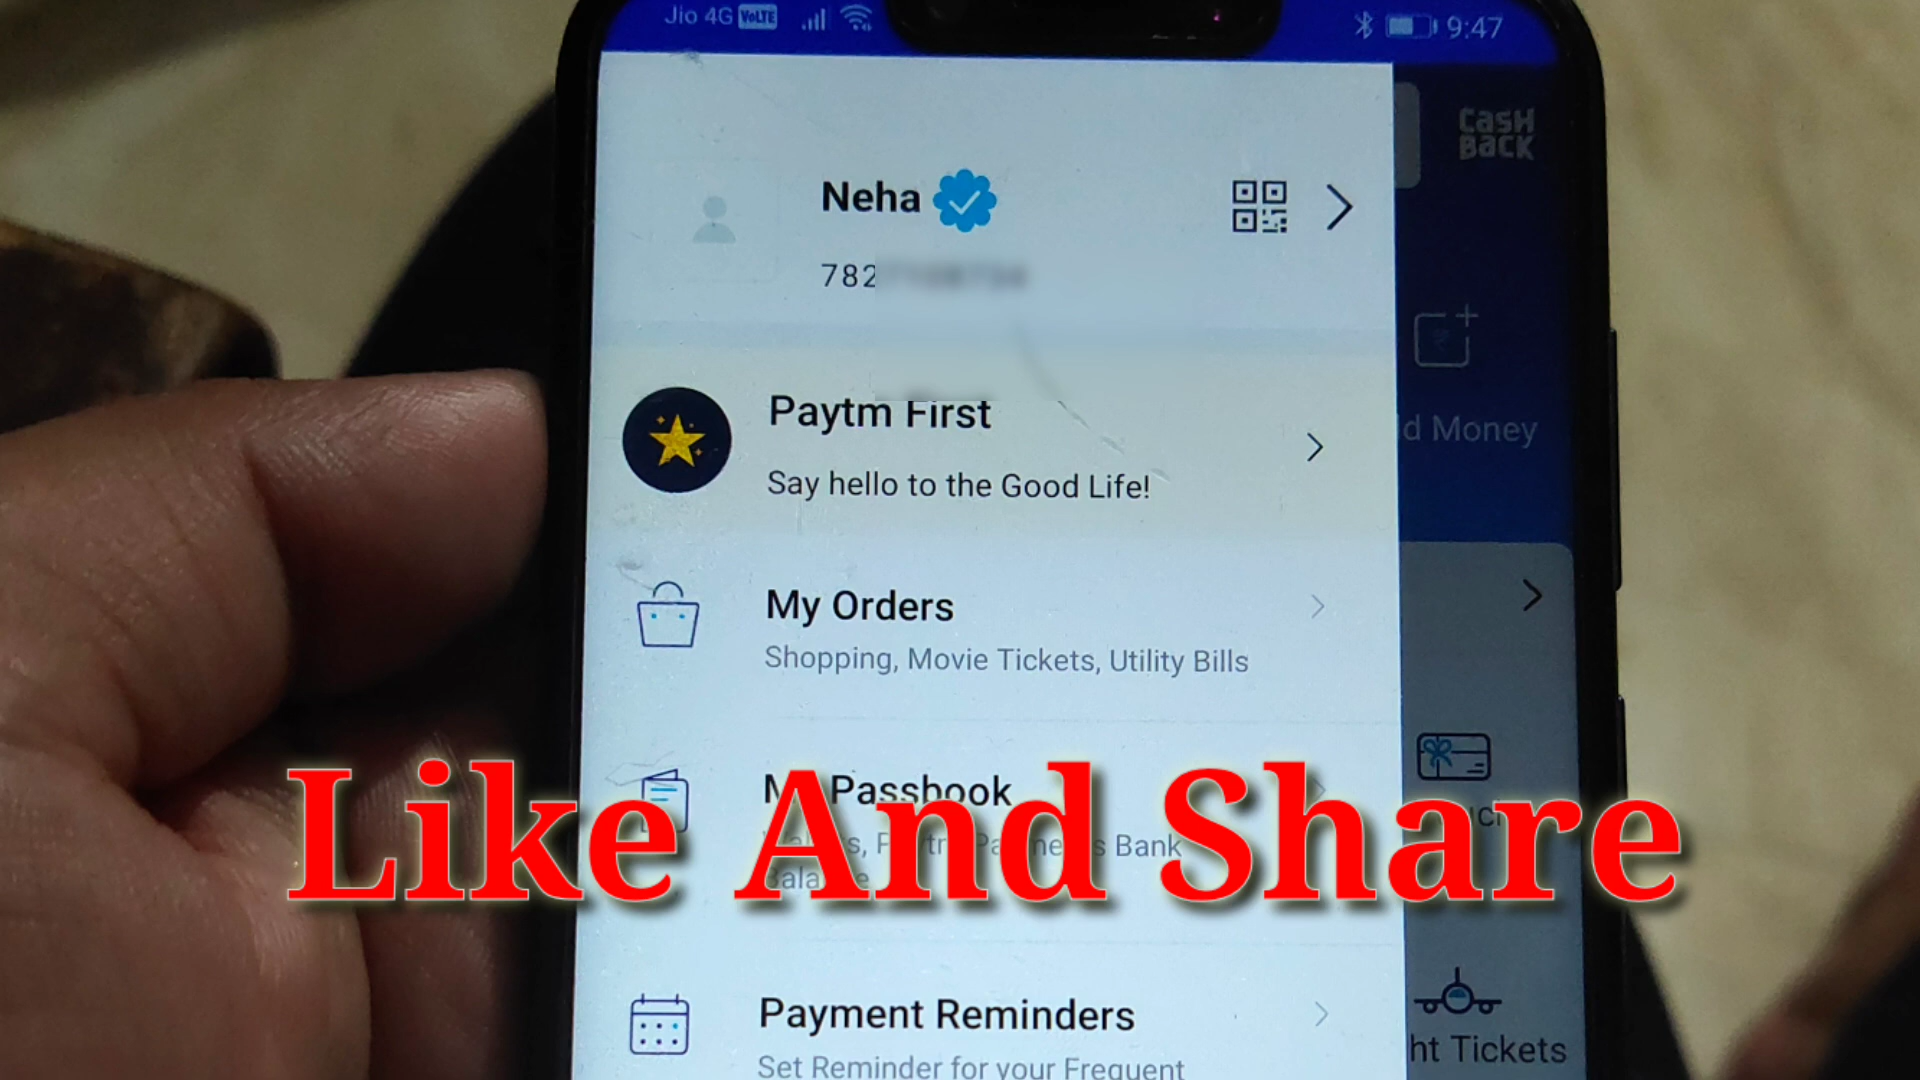 Jio 4G VoLTE
9:47
CASH
BACK
Neha
782
Paytm First
Say hello to the Good Life!
d Money
My Orders
Shopping, Movie Tickets, Utility Bills
Passbook
Bank
Like And Share
Payment Reminders
Set Reminder for your Frequent
ht Tickets